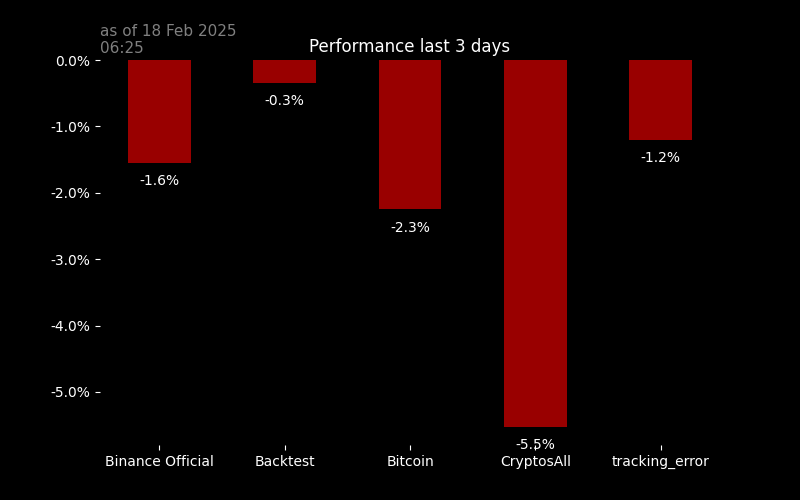 as of 18 Feb 2025
06:25
Performance last 3 days
0.0%
-1.0%
-2.0%
-3.0%
-4.0%
-5.0%
-1.6%
-0.3%
-2.3%
-5.5%
-1.2%
Binance Official
Backtest
Bitcoin
CryptosAll
tracking_error